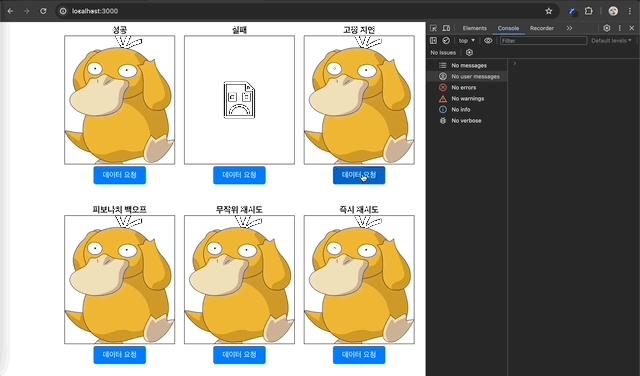 localhost:3000
Elements Console Recorder
top Filter Default levels
No Issues
No messages
No user messages
No errors
No warnings
No info
No verbose
성공 실패 고정 지연
데이터 요청 데이터 요청 데이터 요청
피보나치 백오프 무작위 재시도 즉시 재시도
데이터 요청 데이터 요청 데이터 요청